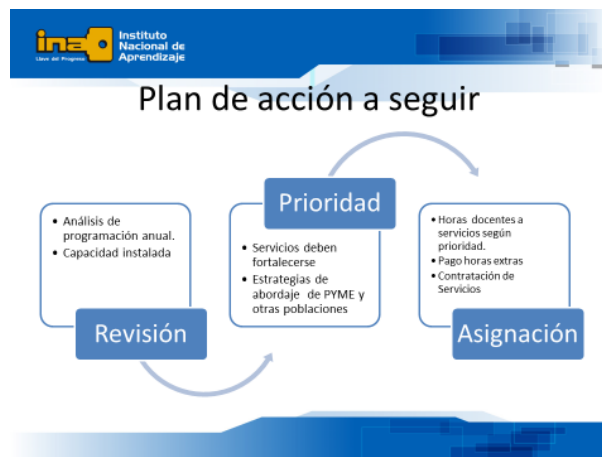 ina
Llave del Progreso
Instituto
Nacional de
Aprendizaje
Plan de acción a seguir
• Análisis de
programación anual.
• Capacidad instalada
Revisión
Prioridad
• Servicios deben
fortalecerse
• Estrategias de
abordaje de PYME y
otras poblaciones
• Horas docentes a
servicios según
prioridad.
• Pago horas extras
• Contratación de
Servicios
Asignación